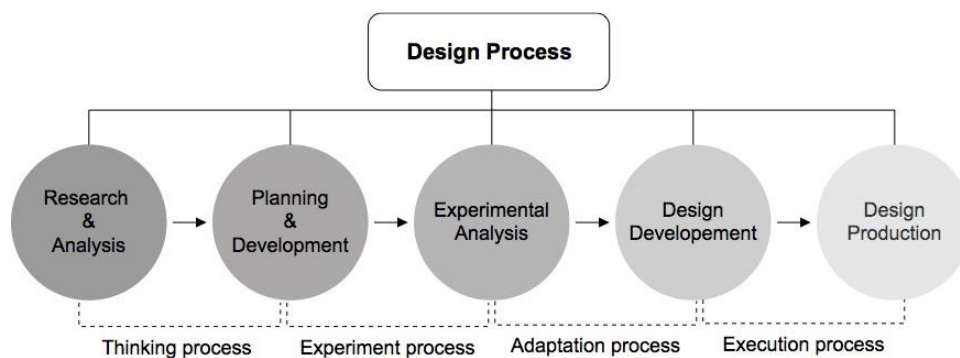 Design Process
Research
&
Analysis
Planning
&
Development
Experimental
Analysis
Design
Developement
Design
Production
Thinking process
Experiment process
Adaptation process
Execution process